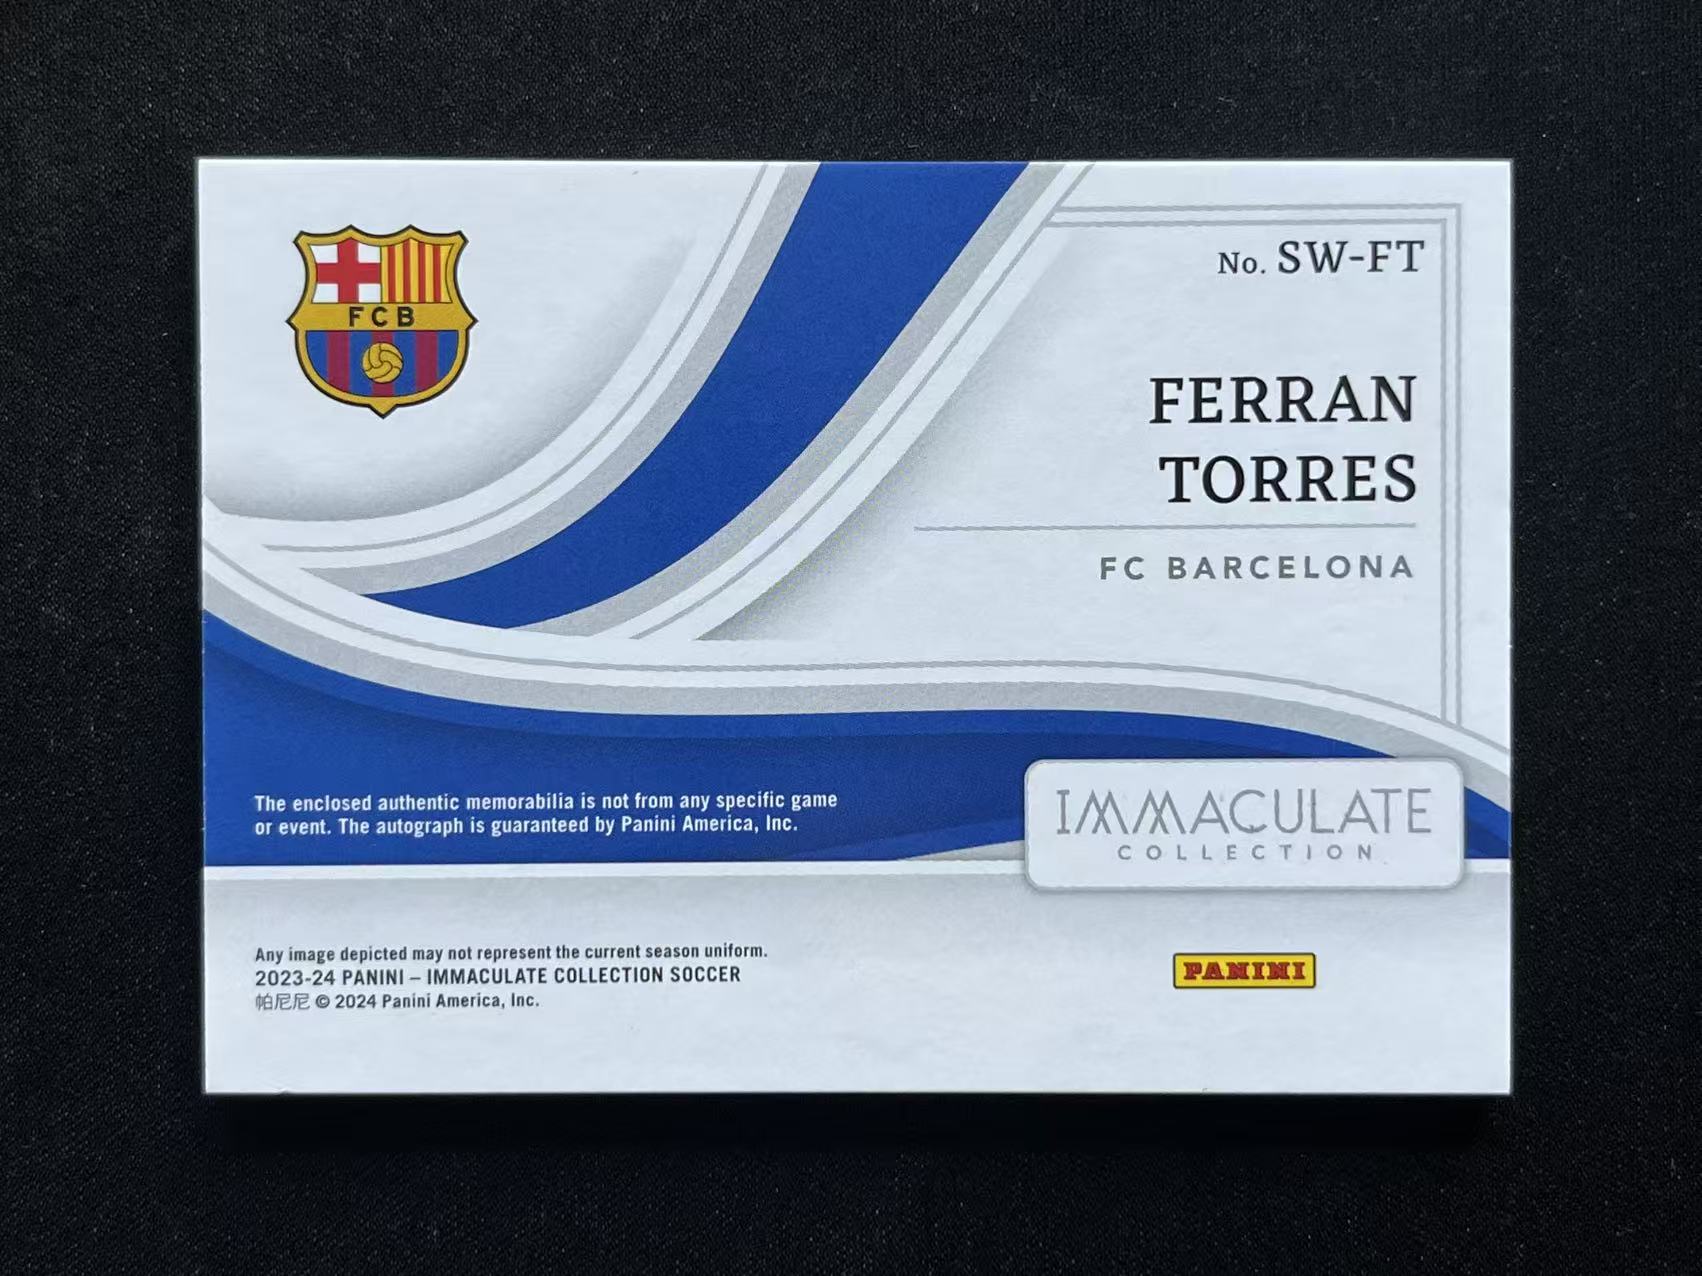 FCB
No. SW-FT
FERRAN
TORRES
FC BARCELONA
The enclosed authentic memorabilia is not from any specific game
or event. The autograph is guaranteed by Panini America, Inc.
IMMACULATE
COLLECTION
Any image depicted may not represent the current season uniform.
2023-24 PANINI – IMMACULATE COLLECTION SOCCER
帕尼尼 © 2024 Panini America, Inc.
PANINI